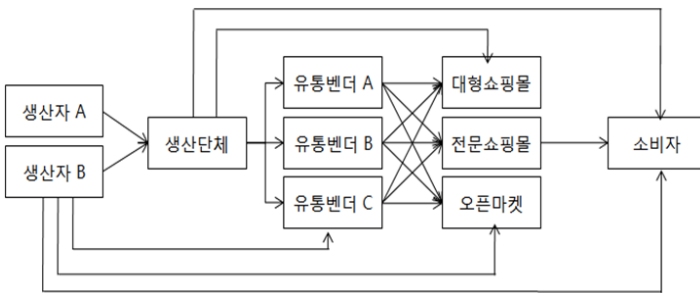 생산자 A
생산자 B
생산단체
유통벤더 A
유통벤더 B
유통벤더 C
대형쇼핑몰
전문쇼핑몰
오픈마켓
소비자